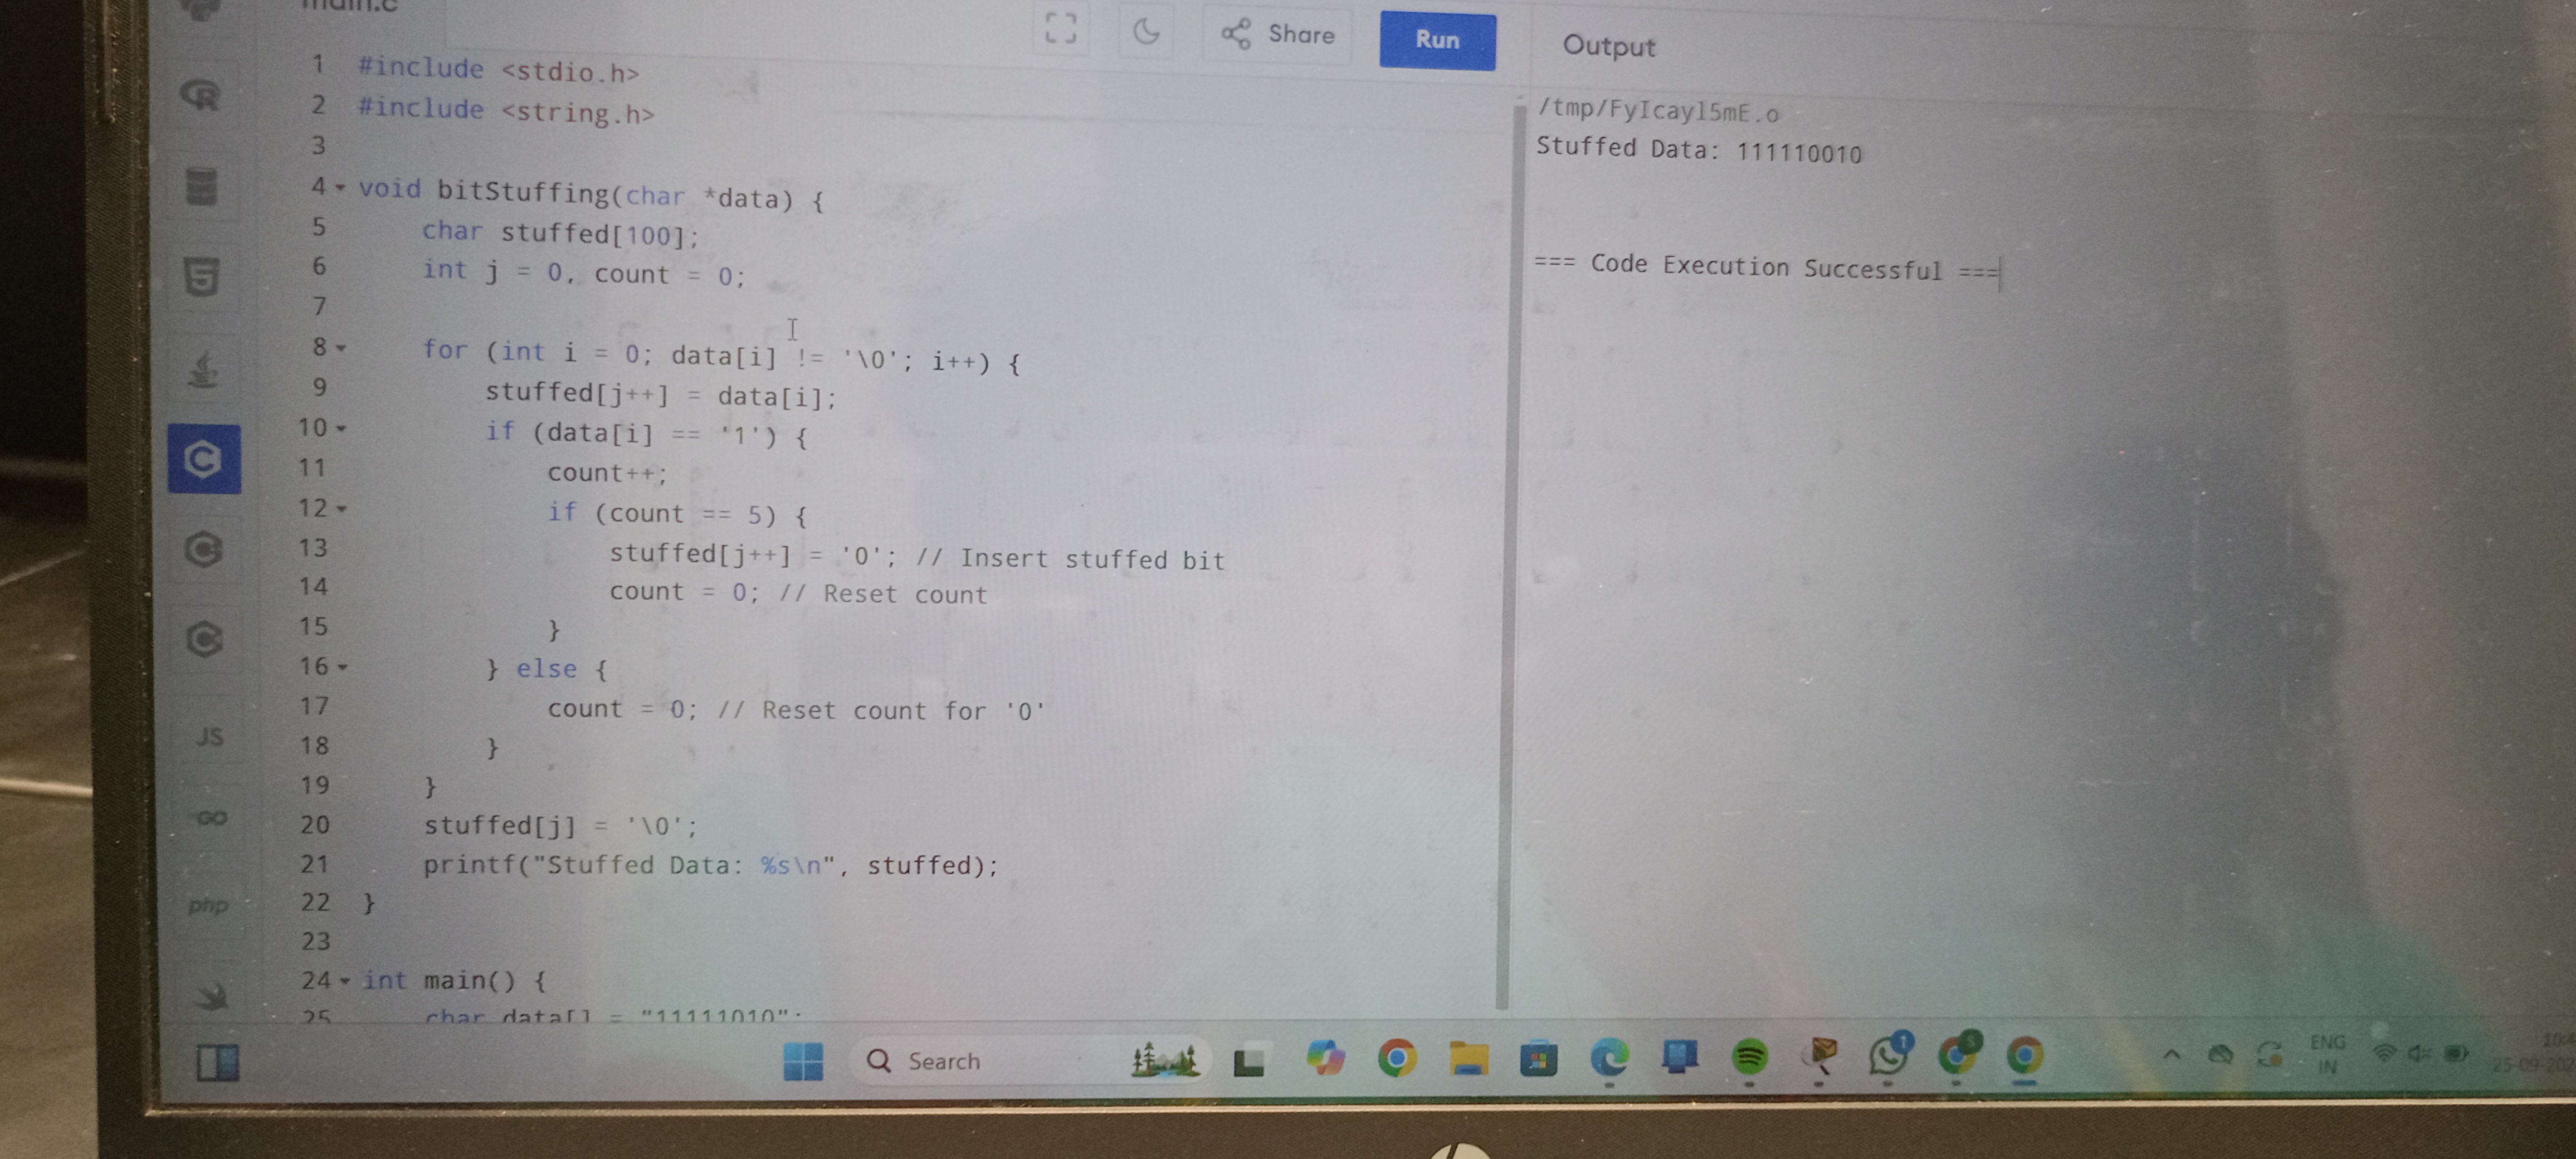 main.c
Share
Run
Output
1 #include <stdio.h>
2 #include <string.h>
3
4 void bitStuffing(char *data) {
5 char stuffed[100];
6 int j = 0, count = 0;
7
8 for (int i = 0; data[i] != '\0'; i++) {
9 stuffed[j++] = data[i];
10 if (data[i] == '1') {
11 count++;
12 if (count == 5) {
13 stuffed[j++] = '0'; // Insert stuffed bit
14 count = 0; // Reset count
15 }
16 } else {
17 count = 0; // Reset count for '0'
18 }
19 }
20 stuffed[j] = '\0';
21 printf("Stuffed Data: %s\n", stuffed);
22 }
23
24 int main() {
25 char data[] = "11111010";
/tmp/FyIcayl5mE.o
Stuffed Data: 111110010
=== Code Execution Successful ===
JS
GO
php
Search
ENG
IN